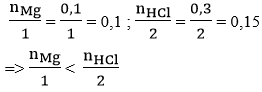 n_Mg/1 = 0,1/1 = 0,1 ; n_HCl/2 = 0,3/2 = 0,15
=> n_Mg/1 < n_HCl/2